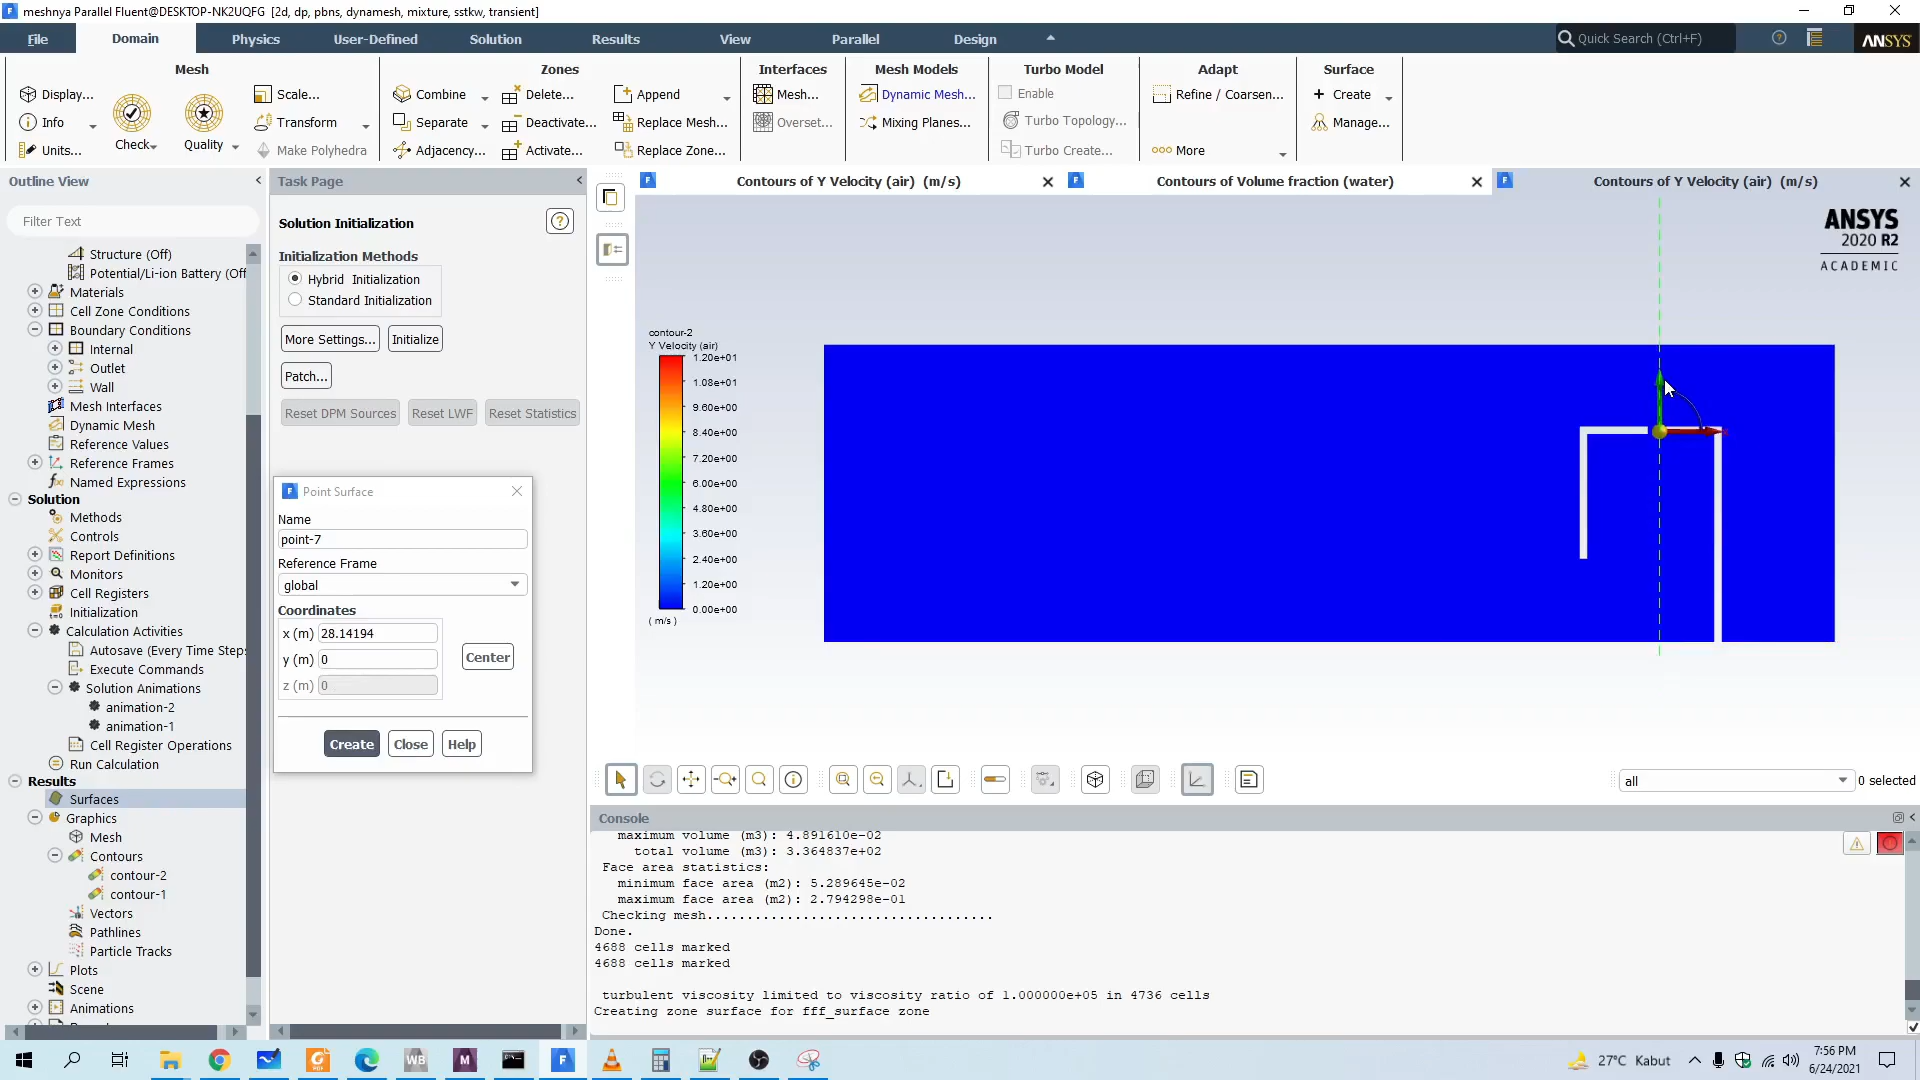 meshnya Parallel Fluent@DESKTOP-NK2UQFG [2d, dp, pbns, dynamesh, mixture, sstkw, transient]
File Domain Physics User-Defined Solution Results View Parallel Design Quick Search (Ctrl+F) ANSYS
Mesh Zones Interfaces Mesh Models Turbo Model Adapt Surface
Display... Scale... Combine Delete... Append Mesh... Dynamic Mesh... Enable Refine / Coarsen... Create
Info Transform Separate Deactivate... Replace Mesh... Overset... Mixing Planes... Turbo Topology... Manage...
Units... Check Quality Make Polyhedra Adjacency... Activate... Replace Zone... Turbo Create... More
Outline View
Filter Text
Structure (Off)
Potential/Li-ion Battery (Off
Materials
Cell Zone Conditions
Boundary Conditions
Internal
Outlet
Wall
Mesh Interfaces
Dynamic Mesh
Reference Values
Reference Frames
Named Expressions
Solution
Methods
Controls
Report Definitions
Monitors
Cell Registers
Initialization
Calculation Activities
Autosave (Every Time Steps
Execute Commands
Solution Animations
animation-2
animation-1
Cell Register Operations
Run Calculation
Results
Surfaces
Graphics
Mesh
Contours
contour-2
contour-1
Vectors
Pathlines
Particle Tracks
Plots
Scene
Animations
Task Page
Solution Initialization
Initialization Methods
Hybrid Initialization
Standard Initialization
More Settings... Initialize
Patch...
Reset DPM Sources Reset LWF Reset Statistics
Point Surface
Name
point-7
Reference Frame
global
Coordinates
x (m) 28.14194
y (m) 0
z (m) 0
Center
Create Close Help
Contours of Y Velocity (air) (m/s) Contours of Volume fraction (water) Contours of Y Velocity (air) (m/s)
ANSYS
2020 R2
ACADEMIC
contour-2
Y Velocity (air)
1.20e+01
1.08e+01
9.60e+00
8.40e+00
7.20e+00
6.00e+00
4.80e+00
3.60e+00
2.40e+00
1.20e+00
0.00e+00
( m/s )
all 0 selected
Console
maximum volume (m3): 4.891610e-02
total volume (m3): 3.364837e+02
Face area statistics:
minimum face area (m2): 5.289645e-02
maximum face area (m2): 2.794298e-01
Checking mesh...................................
Done.
4688 cells marked
4688 cells marked
turbulent viscosity limited to viscosity ratio of 1.000000e+05 in 4736 cells
Creating zone surface for fff_surface zone
27°C Kabut
7:56 PM
6/24/2021